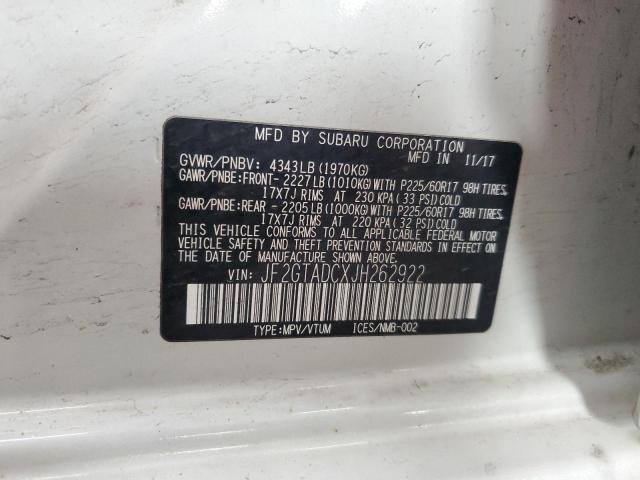 MFD BY SUBARU CORPORATION
MFD IN 11/17
GVWR/PNBV: 4343LB (1970KG)
GAWR/PNBE:FRONT-2227LB(1010KG)WITH P225/60R17 98H TIRES,
17X7J RIMS AT 230 KPA(33 PSI)COLD
GAWR/PNBE:REAR -2205LB(1000KG)WITH P225/60R17 98H TIRES,
17X7J RIMS AT 220 KPA(32 PSI)COLD
THIS VEHICLE CONFORMS TO ALL APPLICABLE FEDERAL MOTOR
VEHICLE SAFETY AND THEFT PREVENTION STANDARDS IN EFFECT ON
THE DATE OF MANUFACTURE SHOWN ABOVE.
VIN: JF2GTADCXJH262922
TYPE:MPV/VTUM ICES/NMB-002